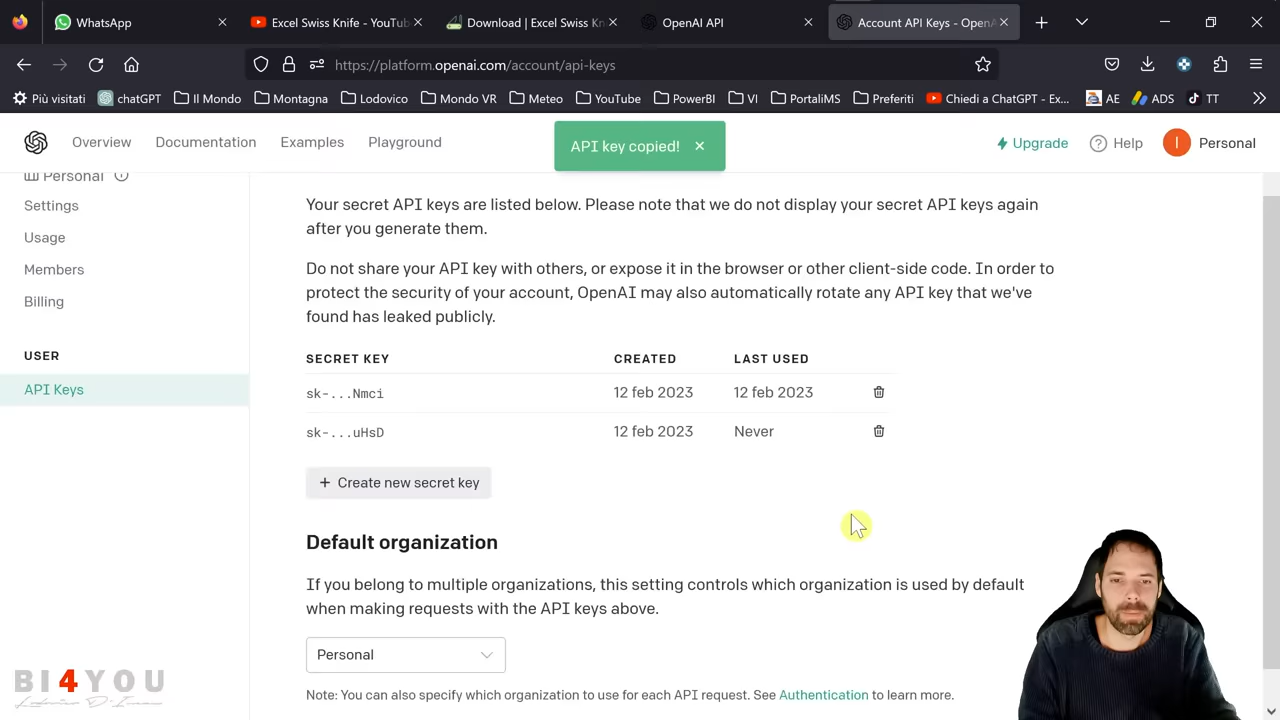 WhatsApp
Excel Swiss Knife - YouTub
Download | Excel Swiss Kn
OpenAI API
Account API Keys - OpenA
https://platform.openai.com/account/api-keys
Più visitati
chatGPT
Il Mondo
Montagna
Lodovico
Mondo VR
Meteo
YouTube
PowerBI
VI
PortaliMS
Preferiti
Chiedi a ChatGPT - Ex...
AE
ADS
TT
Overview
Documentation
Examples
Playground
API key copied!
Upgrade
Help
I
Personal
Personal
Settings
Usage
Members
Billing
USER
API Keys
Your secret API keys are listed below. Please note that we do not display your secret API keys again
after you generate them.
Do not share your API key with others, or expose it in the browser or other client-side code. In order to
protect the security of your account, OpenAI may also automatically rotate any API key that we've
found has leaked publicly.
SECRET KEY CREATED LAST USED
sk-...Nmci 12 feb 2023 12 feb 2023
sk-...uHsD 12 feb 2023 Never
+ Create new secret key
Default organization
If you belong to multiple organizations, this setting controls which organization is used by default
when making requests with the API keys above.
Personal
Note: You can also specify which organization to use for each API request. See Authentication to learn more.
BI4YOU